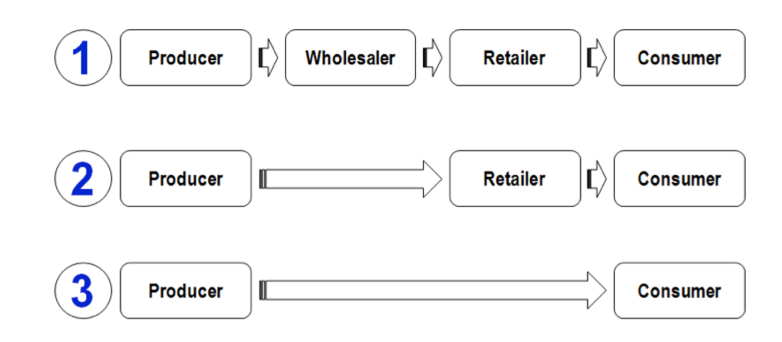 1 Producer Wholesaler Retailer Consumer
2 Producer Retailer Consumer
3 Producer Consumer